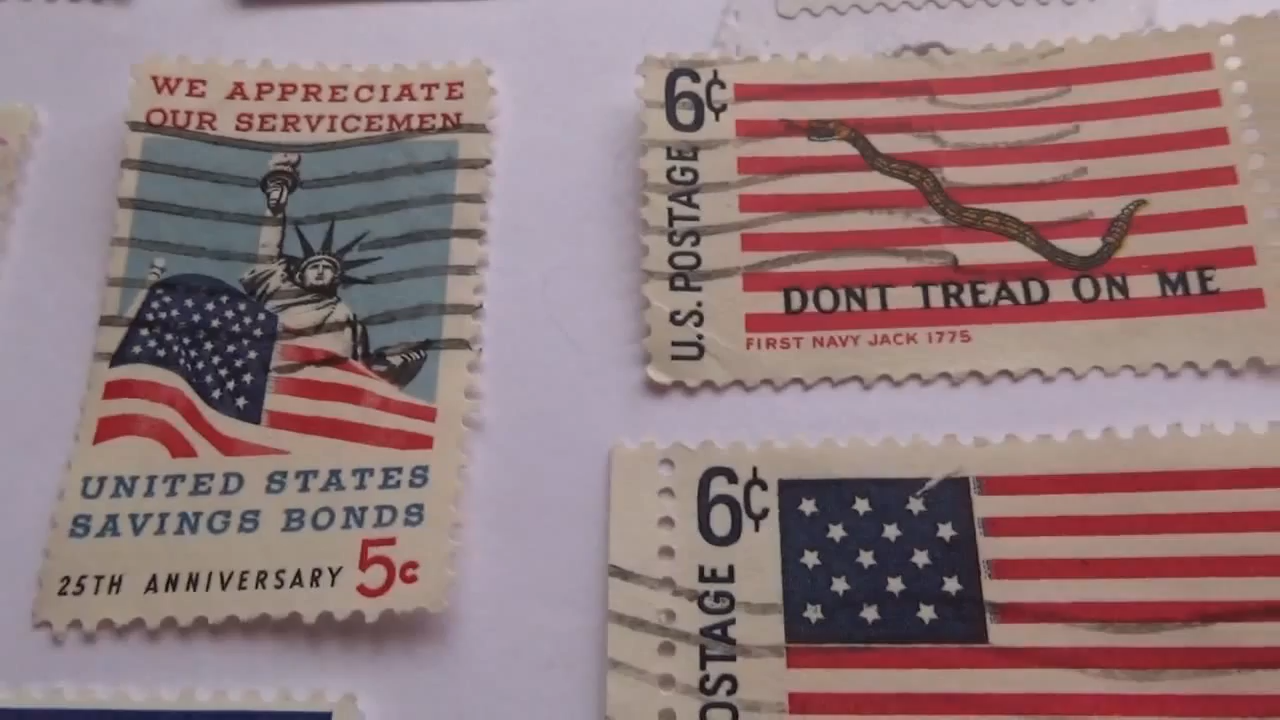 WE APPRECIATE
OUR SERVICEMEN
UNITED STATES
SAVINGS BONDS
25TH ANNIVERSARY 5c
6¢
U.S. POSTAGE
DONT TREAD ON ME
FIRST NAVY JACK 1775
6¢
OSTAGE